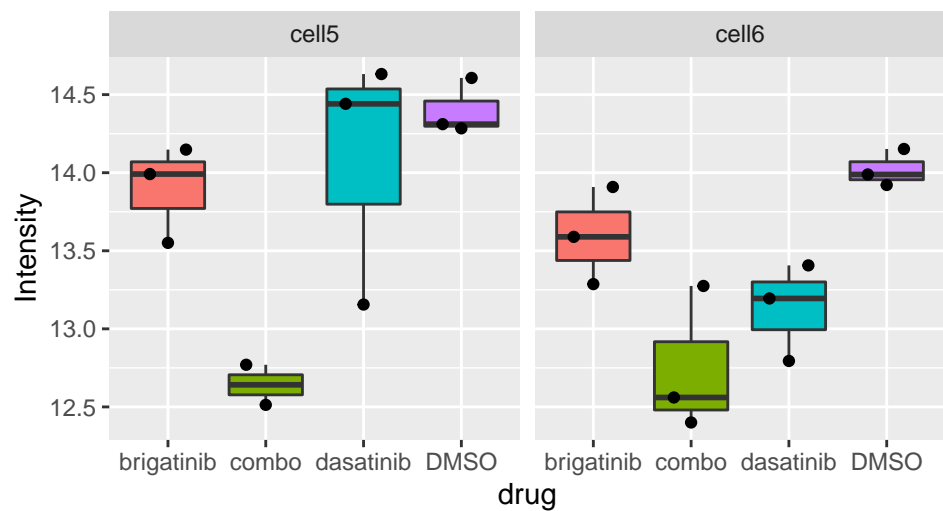 cell5 cell6
Intensity
14.5
14.0
13.5
13.0
12.5
brigatinib combo dasatinib DMSO brigatinib combo dasatinib DMSO
drug